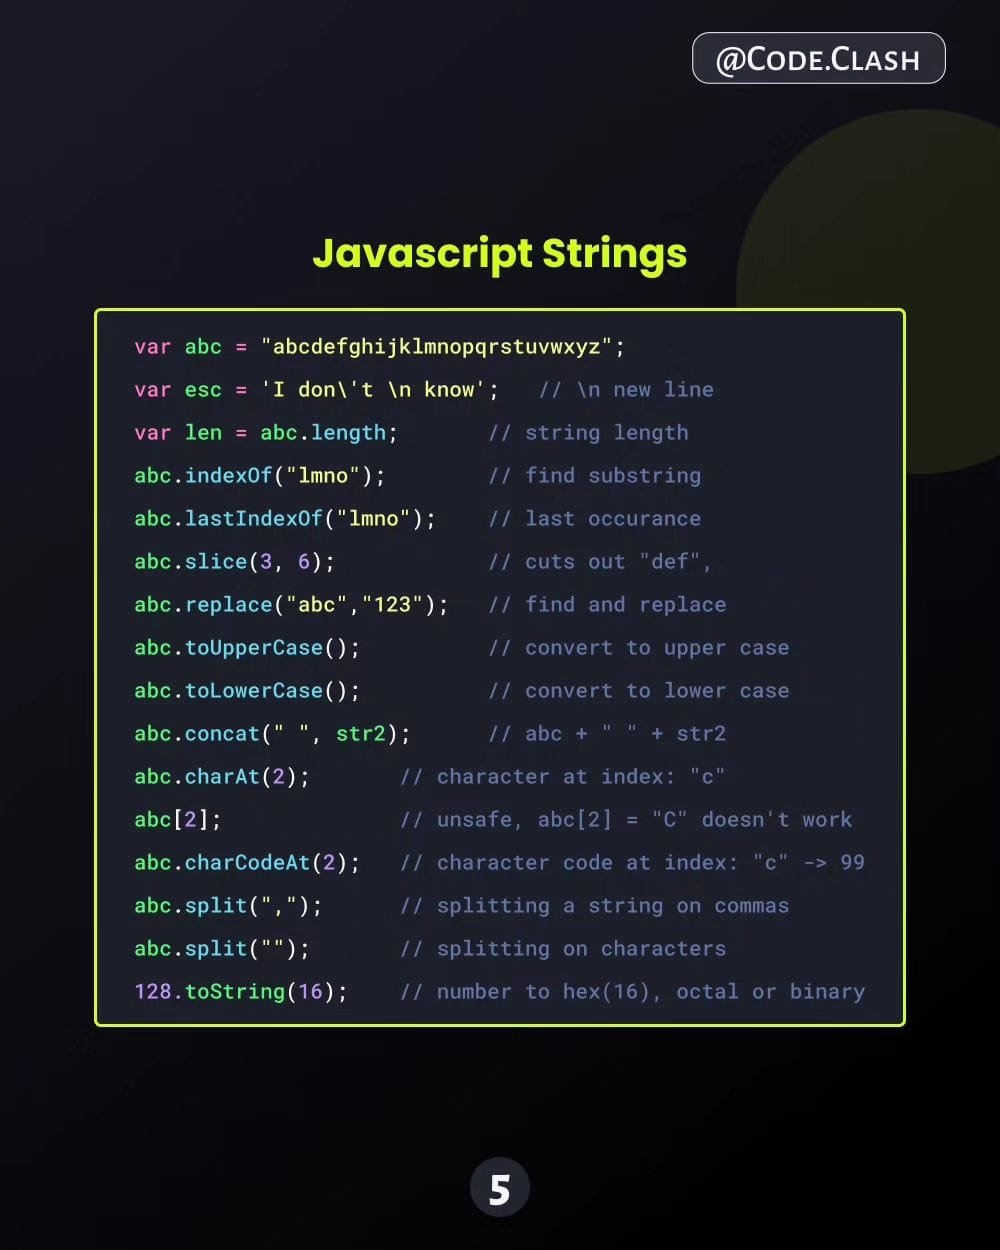 @Code.Clash
Javascript Strings
var abc = "abcdefghijklmnopqrstuvwxyz";
var esc = 'I don\'t \n know';   // \n new line
var len = abc.length;       // string length
abc.indexOf("lmno");        // find substring
abc.lastIndexOf("lmno");    // last occurance
abc.slice(3, 6);            // cuts out "def",
abc.replace("abc","123");   // find and replace
abc.toUpperCase();          // convert to upper case
abc.toLowerCase();          // convert to lower case
abc.concat(" ", str2);      // abc + " " + str2
abc.charAt(2);       // character at index: "c"
abc[2];              // unsafe, abc[2] = "C" doesn't work
abc.charCodeAt(2);   // character code at index: "c" -> 99
abc.split(",");      // splitting a string on commas
abc.split("");       // splitting on characters
128.toString(16);    // number to hex(16), octal or binary
5